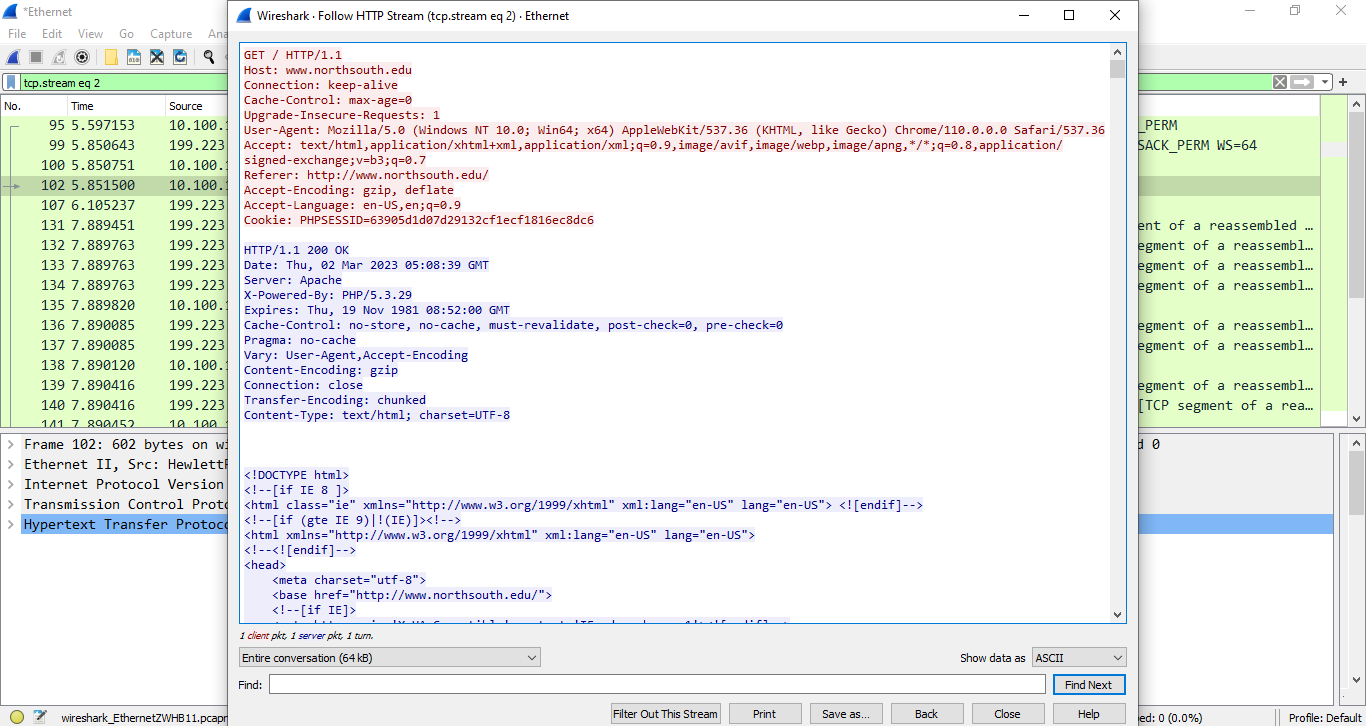 *Ethernet
Wireshark · Follow HTTP Stream (tcp.stream eq 2) · Ethernet
File Edit View Go Capture
tcp.stream eq 2
No. Time Source
95 5.597153 10.100.
99 5.850643 199.223
100 5.850751 10.100.
102 5.851500 10.100.
107 6.105237 199.223
131 7.889451 199.223
132 7.889763 199.223
133 7.889763 199.223
134 7.889763 199.223
135 7.889820 10.100.
136 7.890085 199.223
137 7.890085 199.223
138 7.890120 10.100.
139 7.890416 199.223
140 7.890416 199.223
141 7.890452 10.100
_PERM
SACK_PERM WS=64
ent of a reassembled …
egment of a reassembl…
egment of a reassembl…
egment of a reassembl…
egment of a reassembl…
egment of a reassembl…
egment of a reassembl…
[TCP segment of a rea…
Frame 102: 602 bytes on wi
Ethernet II, Src: HewlettP
Internet Protocol Version
Transmission Control Proto
Hypertext Transfer Protoco
d 0
GET / HTTP/1.1
Host: www.northsouth.edu
Connection: keep-alive
Cache-Control: max-age=0
Upgrade-Insecure-Requests: 1
User-Agent: Mozilla/5.0 (Windows NT 10.0; Win64; x64) AppleWebKit/537.36 (KHTML, like Gecko) Chrome/110.0.0.0 Safari/537.36
Accept: text/html,application/xhtml+xml,application/xml;q=0.9,image/avif,image/webp,image/apng,*/*;q=0.8,application/
signed-exchange;v=b3;q=0.7
Referer: http://www.northsouth.edu/
Accept-Encoding: gzip, deflate
Accept-Language: en-US,en;q=0.9
Cookie: PHPSESSID=63905d1d07d29132cf1ecf1816ec8dc6
HTTP/1.1 200 OK
Date: Thu, 02 Mar 2023 05:08:39 GMT
Server: Apache
X-Powered-By: PHP/5.3.29
Expires: Thu, 19 Nov 1981 08:52:00 GMT
Cache-Control: no-store, no-cache, must-revalidate, post-check=0, pre-check=0
Pragma: no-cache
Vary: User-Agent,Accept-Encoding
Content-Encoding: gzip
Connection: close
Transfer-Encoding: chunked
Content-Type: text/html; charset=UTF-8
<!DOCTYPE html>
<!--[if IE 8 ]>
<html class="ie" xmlns="http://www.w3.org/1999/xhtml" xml:lang="en-US" lang="en-US"> <![endif]-->
<!--[if (gte IE 9)|!(IE)]><!-->
<html xmlns="http://www.w3.org/1999/xhtml" xml:lang="en-US" lang="en-US">
<!--<![endif]-->
<head>
<meta charset="utf-8">
<base href="http://www.northsouth.edu/">
<!--[if IE]>
1 client pkt, 1 server pkt, 1 turn.
Entire conversation (64 kB)
Show data as ASCII
Find: Find Next
Filter Out This Stream Print Save as... Back Close Help
wireshark_EthernetZWHB11.pcapn
ed: 0 (0.0%) Profile: Default